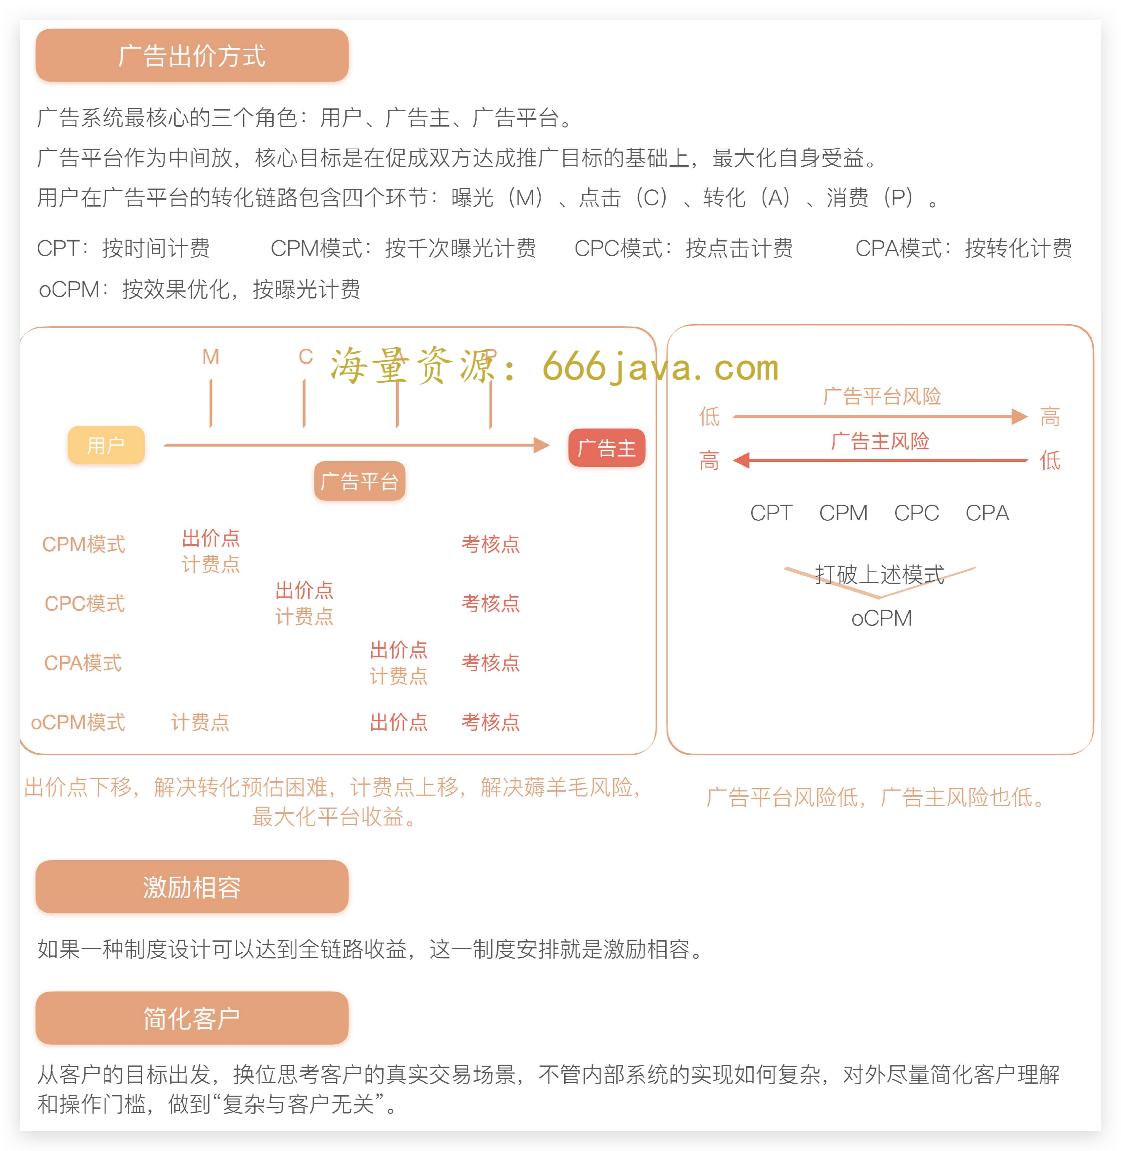 广告出价方式
广告系统最核心的三个角色：用户、广告主、广告平台。
广告平台作为中间放，核心目标是在促成双方达成推广目标的基础上，最大化自身受益。
用户在广告平台的转化链路包含四个环节：曝光（M）、点击（C）、转化（A）、消费（P）。
CPT：按时间计费 CPM模式：按千次曝光计费 CPC模式：按点击计费 CPA模式：按转化计费
oCPM：按效果优化，按曝光计费
M C A P
海量资源：666java.com
用户
广告主
广告平台
CPM模式 出价点 考核点
计费点
CPC模式 出价点 考核点
计费点
CPA模式 出价点 考核点
计费点
oCPM模式 计费点 出价点 考核点
广告平台风险
低 高
广告主风险
高 低
CPT CPM CPC CPA
打破上述模式
oCPM
出价点下移，解决转化预估困难，计费点上移，解决薅羊毛风险，
最大化平台收益。
广告平台风险低，广告主风险也低。
激励相容
如果一种制度设计可以达到全链路收益，这一制度安排就是激励相容。
简化客户
从客户的目标出发，换位思考客户的真实交易场景，不管内部系统的实现如何复杂，对外尽量简化客户理解
和操作门槛，做到“复杂与客户无关”。